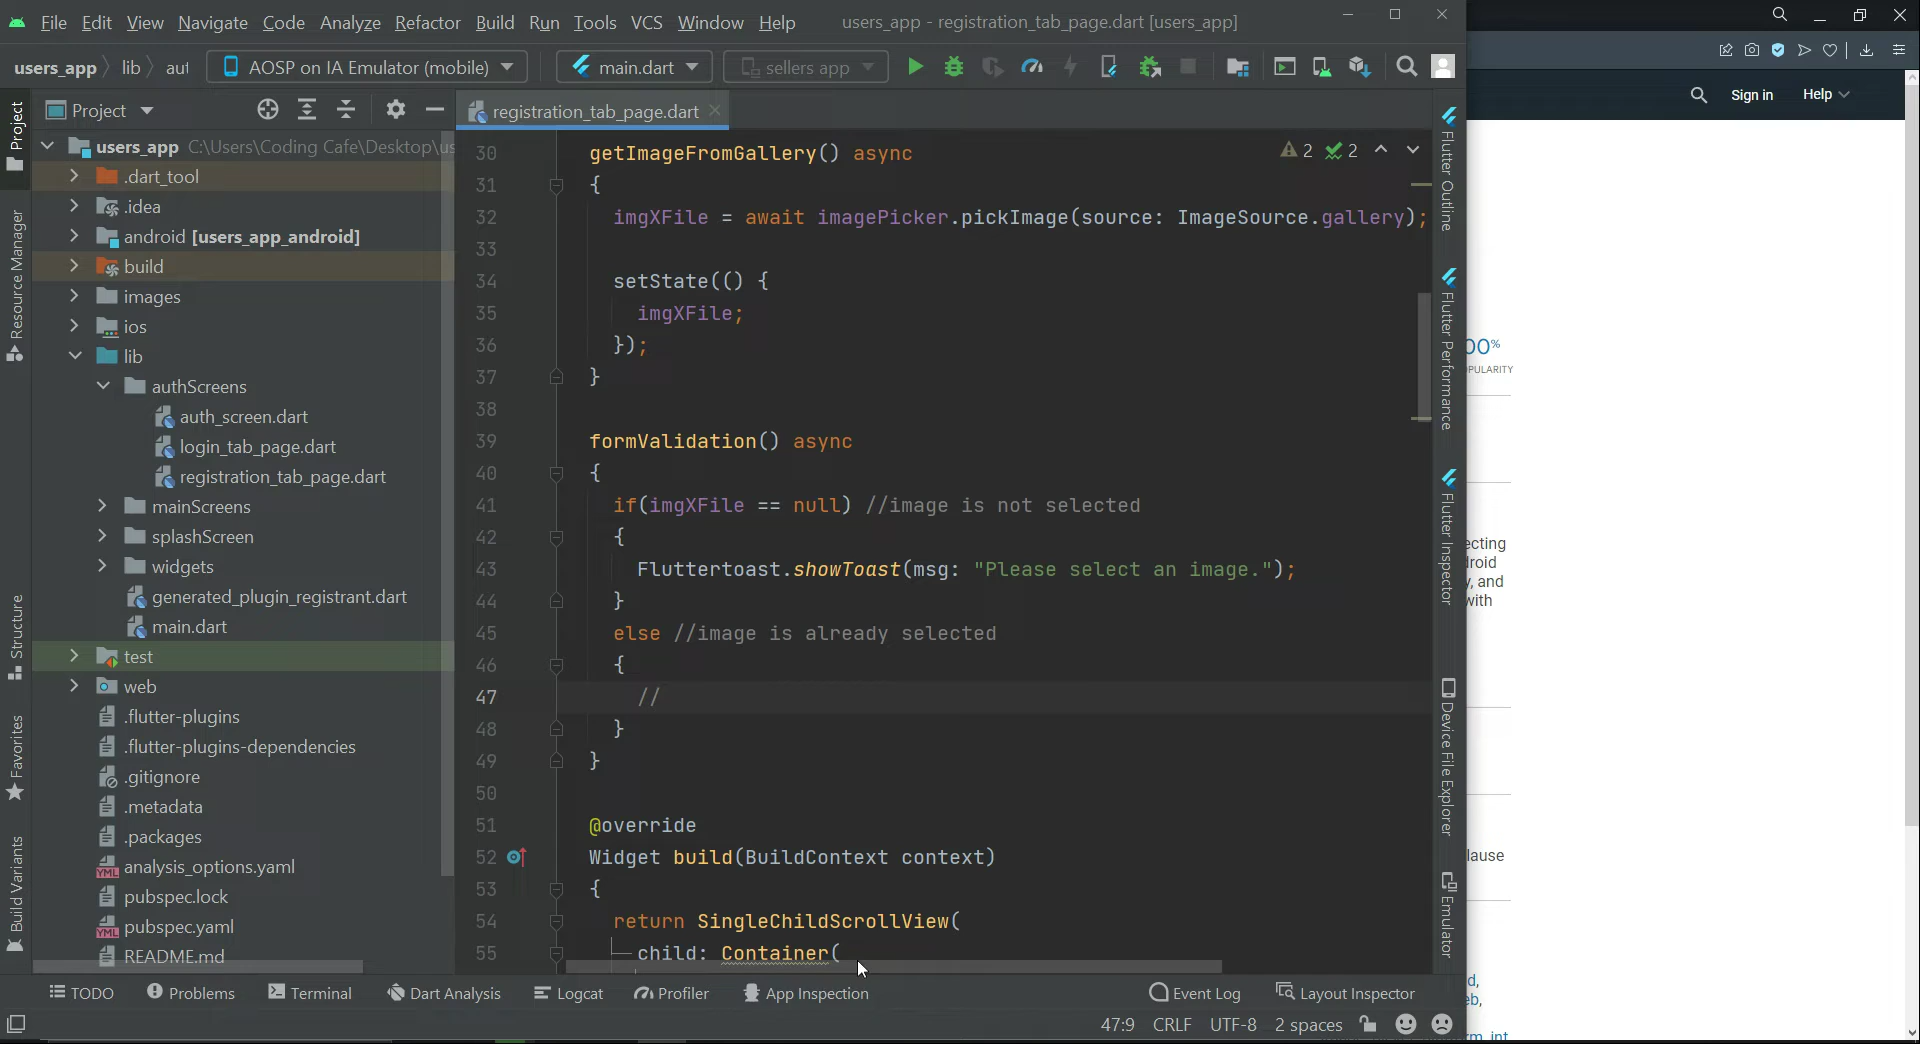 File Edit View Navigate Code Analyze Refactor Build Run Tools VCS Window Help users_app - registration_tab_page.dart [users_app]
users_app lib aut AOSP on IA Emulator (mobile) main.dart sellers app
Project
registration_tab_page.dart
Sign in Help
Project
Resource Manager
Structure
Favorites
Build Variants
users_app C:\Users\Coding Cafe\Desktop\us
.dart_tool
.idea
android [users_app_android]
build
images
ios
lib
authScreens
auth_screen.dart
login_tab_page.dart
registration_tab_page.dart
mainScreens
splashScreen
widgets
generated_plugin_registrant.dart
main.dart
test
web
.flutter-plugins
.flutter-plugins-dependencies
.gitignore
.metadata
.packages
analysis_options.yaml
pubspec.lock
pubspec.yaml
README.md
2 2
30 getImageFromGallery() async
31 {
32 imgXFile = await imagePicker.pickImage(source: ImageSource.gallery);
33
34 setState(() {
35 imgXFile;
36 });
37 }
38
39 formValidation() async
40 {
41 if(imgXFile == null) //image is not selected
42 {
43 Fluttertoast.showToast(msg: "Please select an image.");
44 }
45 else //image is already selected
46 {
47 //
48 }
49 }
50
51 @override
52 Widget build(BuildContext context)
53 {
54 return SingleChildScrollView(
55 child: Container(
Flutter Outline
Flutter Performance
Flutter Inspector
Device File Explorer
Emulator
00%
PULARITY
ecting
droid
y, and
with
lause
d,
eb,
TODO Problems Terminal Dart Analysis Logcat Profiler App Inspection Event Log Layout Inspector
47:9 CRLF UTF-8 2 spaces